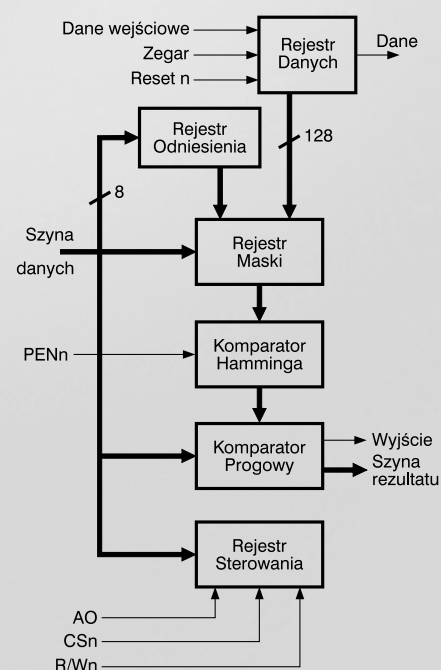 Dane wejściowe
Zegar
Reset n
Rejestr
Danych
Dane
128
Rejestr
Odniesienia
8
Szyna
danych
Rejestr
Maski
PENn
Komparator
Hamminga
Komparator
Progowy
Wyjście
Szyna
rezultatu
Rejestr
Sterowania
AO
CSn
R/Wn